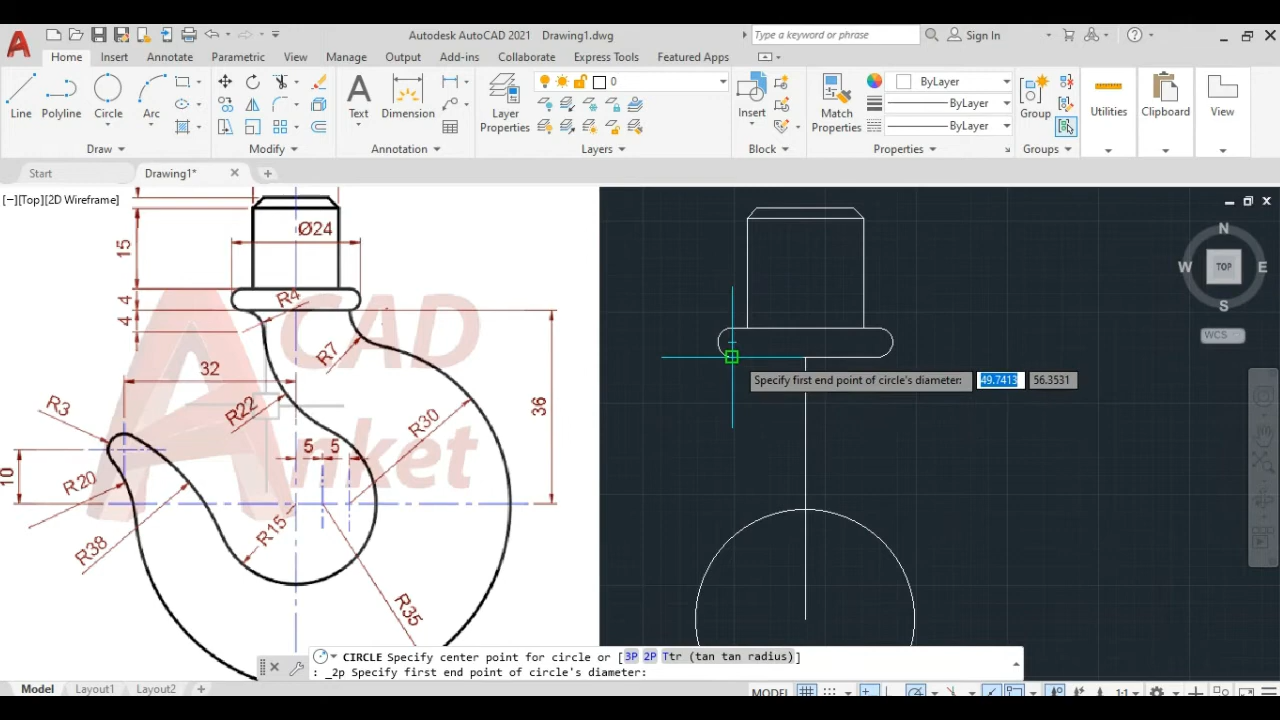 Autodesk AutoCAD 2021 Drawing1.dwg
Type a keyword or phrase
Sign In
Home Insert Annotate Parametric View Manage Output Add-ins Collaborate Express Tools Featured Apps
Line Polyline Circle Arc
Text Dimension
Layer Properties
0
Insert
Match Properties
ByLayer
ByLayer
ByLayer
Group
Utilities
Clipboard
View
Draw
Modify
Annotation
Layers
Block
Properties
Groups
Start
Drawing1*
[−][Top][2D Wireframe]
15
Ø24
4
R4
4
R7
32
R3
R22
R30
36
5 5
10
R20
R15
R38
R35
ACAD
Anket
N
W TOP E
S
WCS
Specify first end point of circle's diameter: 49.7413 56.3531
CIRCLE Specify center point for circle or [3P 2P Ttr (tan tan radius)]
: _2p Specify first end point of circle's diameter:
Model Layout1 Layout2 +
MODEL
1:1